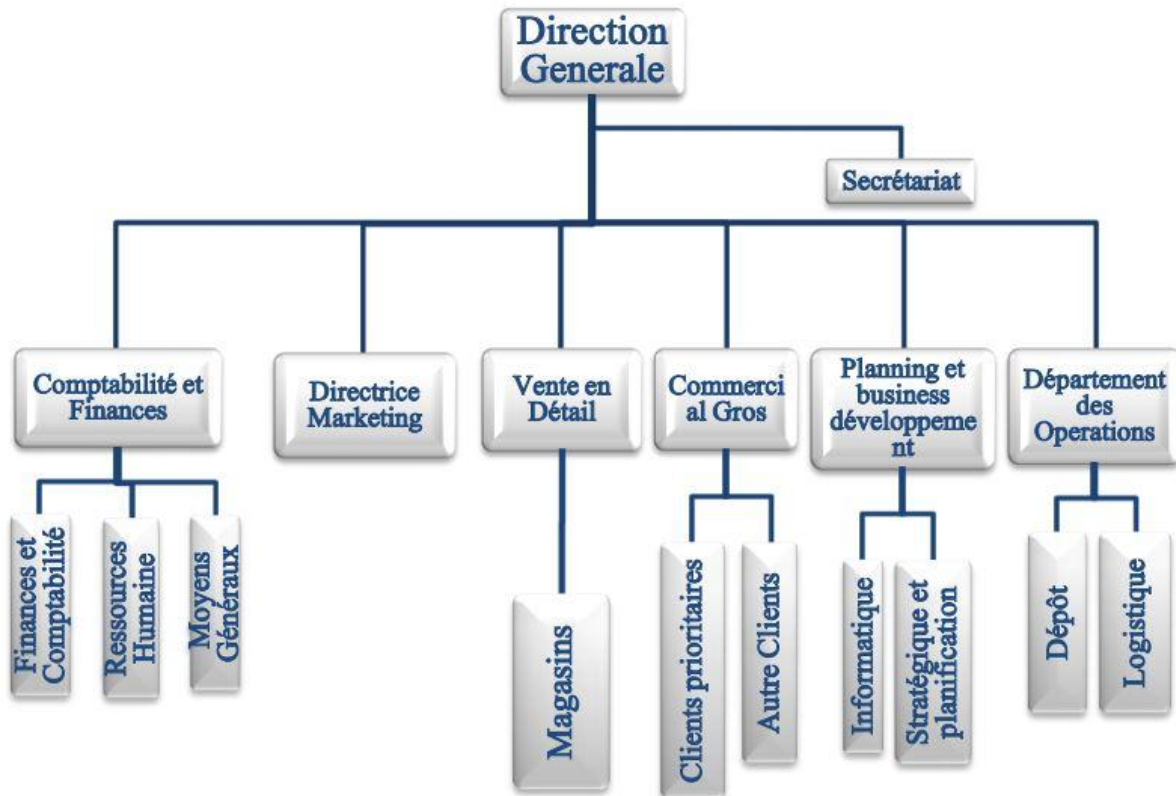 Direction
Generale
Secrétariat
Comptabilité et
Finances
Directrice
Marketing
Vente en
Détail
Commerci
al Gros
Planning et
business
développeme
nt
Département
des
Operations
Finances et
Comptabilité
Ressources
Humaine
Moyens
Généraux
Magasins
Clients prioritaires
Autre Clients
Informatique
Stratégique et
planification
Dépôt
Logistique